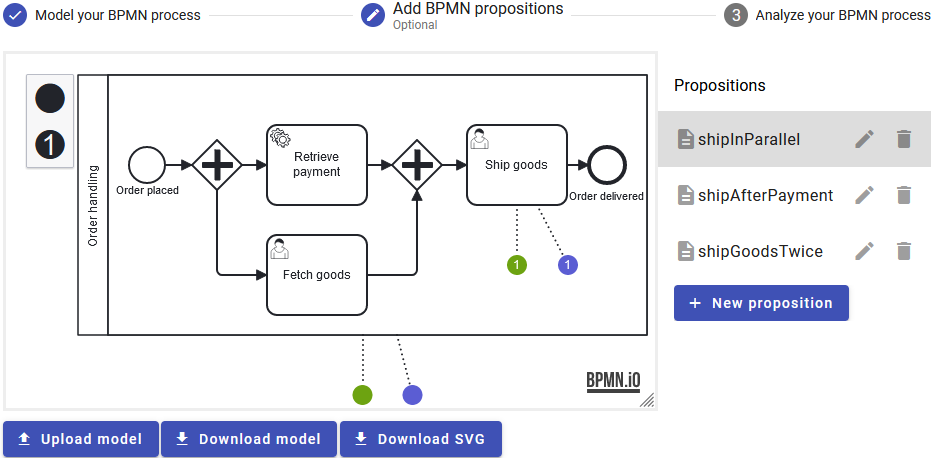 Model your BPMN process
Add BPMN propositions
Optional
3
Analyze your BPMN process
1
Order handling
Order placed
Retrieve
payment
Fetch goods
Ship goods
Order delivered
1
1
BPMN.iO
Propositions
shipInParallel
shipAfterPayment
shipGoodsTwice
+ New proposition
Upload model
Download model
Download SVG